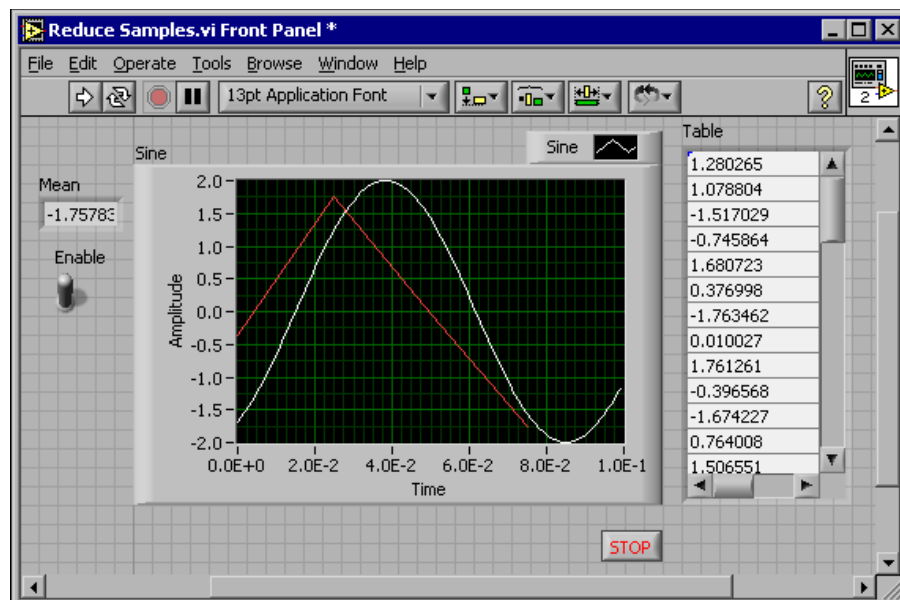 Reduce Samples.vi Front Panel *
File Edit Operate Tools Browse Window Help
13pt Application Font
?
2
Sine
Sine
Mean
-1.75783
Enable
Amplitude
2.0
1.5
1.0
0.5
0.0
-0.5
-1.0
-1.5
-2.0
0.0E+0 2.0E-2 4.0E-2 6.0E-2 8.0E-2 1.0E-1
Time
Table
1.280265
1.078804
-1.517029
-0.745864
1.680723
0.376998
-1.763462
0.010027
1.761261
-0.396568
-1.674227
0.764008
1.506551
STOP